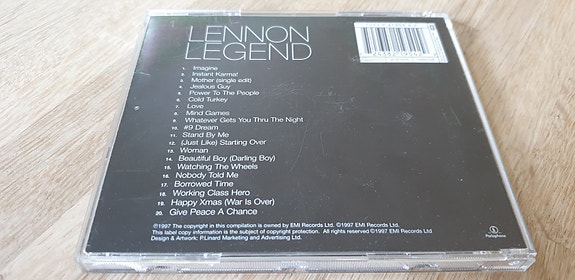 LENNON
LEGEND
1. Imagine
2. Instant Karma!
3. Mother (single edit)
4. Jealous Guy
5. Power To The People
6. Cold Turkey
7. Love
8. Mind Games
9. Whatever Gets You Thru The Night
10. #9 Dream
11. Stand By Me
12. (Just Like) Starting Over
13. Woman
14. Beautiful Boy (Darling Boy)
15. Watching The Wheels
16. Nobody Told Me
17. Borrowed Time
18. Working Class Hero
19. Happy Xmas (War Is Over)
20. Give Peace A Chance
℗1997 The copyright in this compilation is owned by EMI Records Ltd. ©1997 EMI Records Ltd.
This label copy information is the subject of copyright protection. All rights reserved ©1997 EMI Records Ltd
Design & Artwork: P.Linard Marketing and Advertising Ltd.
Parlophone